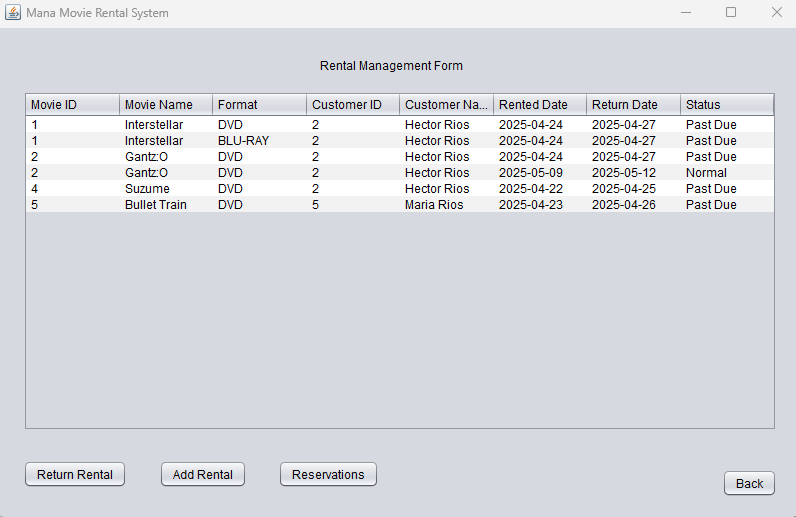 Mana Movie Rental System
Rental Management Form
Movie ID Movie Name Format Customer ID Customer Na... Rented Date Return Date Status
1 Interstellar DVD 2 Hector Rios 2025-04-24 2025-04-27 Past Due
1 Interstellar BLU-RAY 2 Hector Rios 2025-04-24 2025-04-27 Past Due
2 Gantz:O DVD 2 Hector Rios 2025-04-24 2025-04-27 Past Due
2 Gantz:O DVD 2 Hector Rios 2025-05-09 2025-05-12 Normal
4 Suzume DVD 2 Hector Rios 2025-04-22 2025-04-25 Past Due
5 Bullet Train DVD 5 Maria Rios 2025-04-23 2025-04-26 Past Due
Return Rental Add Rental Reservations Back